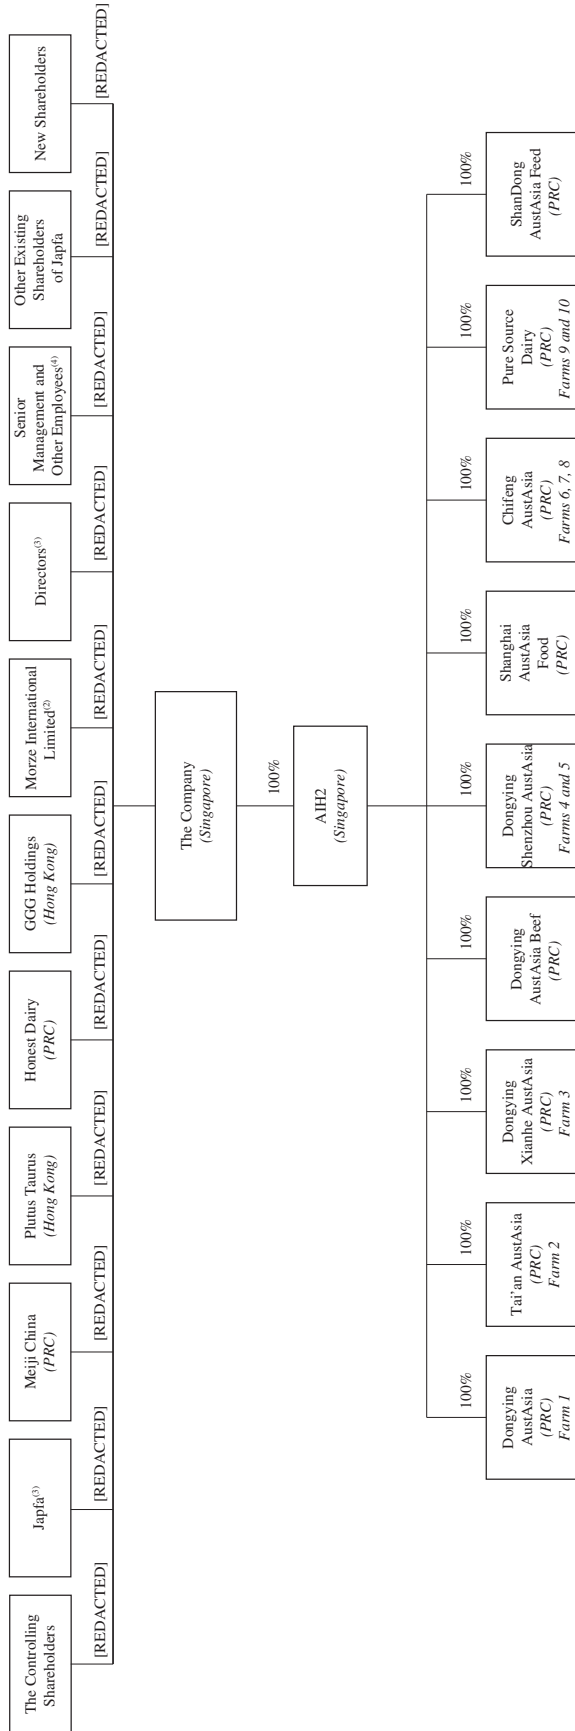 The Controlling
Shareholders
Japfa(3)
Meiji China
(PRC)
Plutus Taurus
(Hong Kong)
Honest Dairy
(PRC)
GGG Holdings
(Hong Kong)
Morze International
Limited(2)
Directors(3)
Senior
Management and
Other Employees(4)
Other Existing
Shareholders
of Japfa
New Shareholders
[REDACTED]
[REDACTED]
[REDACTED]
[REDACTED]
[REDACTED]
[REDACTED]
[REDACTED]
[REDACTED]
[REDACTED]
[REDACTED]
[REDACTED]
The Company
(Singapore)
100%
AIH2
(Singapore)
100%
100%
100%
100%
100%
100%
100%
100%
100%
Dongying
AustAsia
(PRC)
Farm 1
Tai'an AustAsia
(PRC)
Farm 2
Dongying
Xianhe AustAsia
(PRC)
Farm 3
Dongying
AustAsia Beef
(PRC)
Dongying
Shenzhou AustAsia
(PRC)
Farms 4 and 5
Shanghai
AustAsia
Food
(PRC)
Chifeng
AustAsia
(PRC)
Farms 6, 7, 8
Pure Source
Dairy
(PRC)
Farms 9 and 10
ShanDong
AustAsia Feed
(PRC)